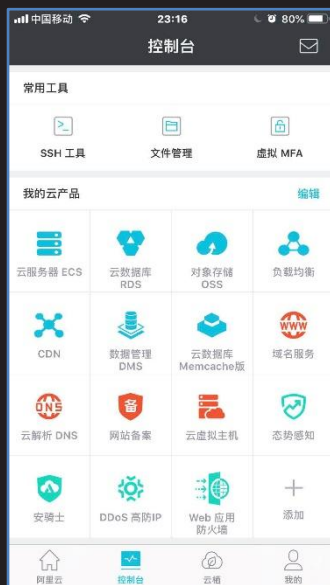 中国移动 23:16 80%
控制台
常用工具
SSH 工具 文件管理 虚拟 MFA
我的云产品 编辑
云服务器 ECS 云数据库 对象存储 负载均衡
RDS OSS
WWW
CDN 数据管理 云数据库 域名服务
DMS Memcache版
DNS 备
云解析 DNS 网站备案 云虚拟主机 态势感知
安骑士 DDoS 高防IP Web 应用 添加
防火墙
阿里云 控制台 云栖 我的